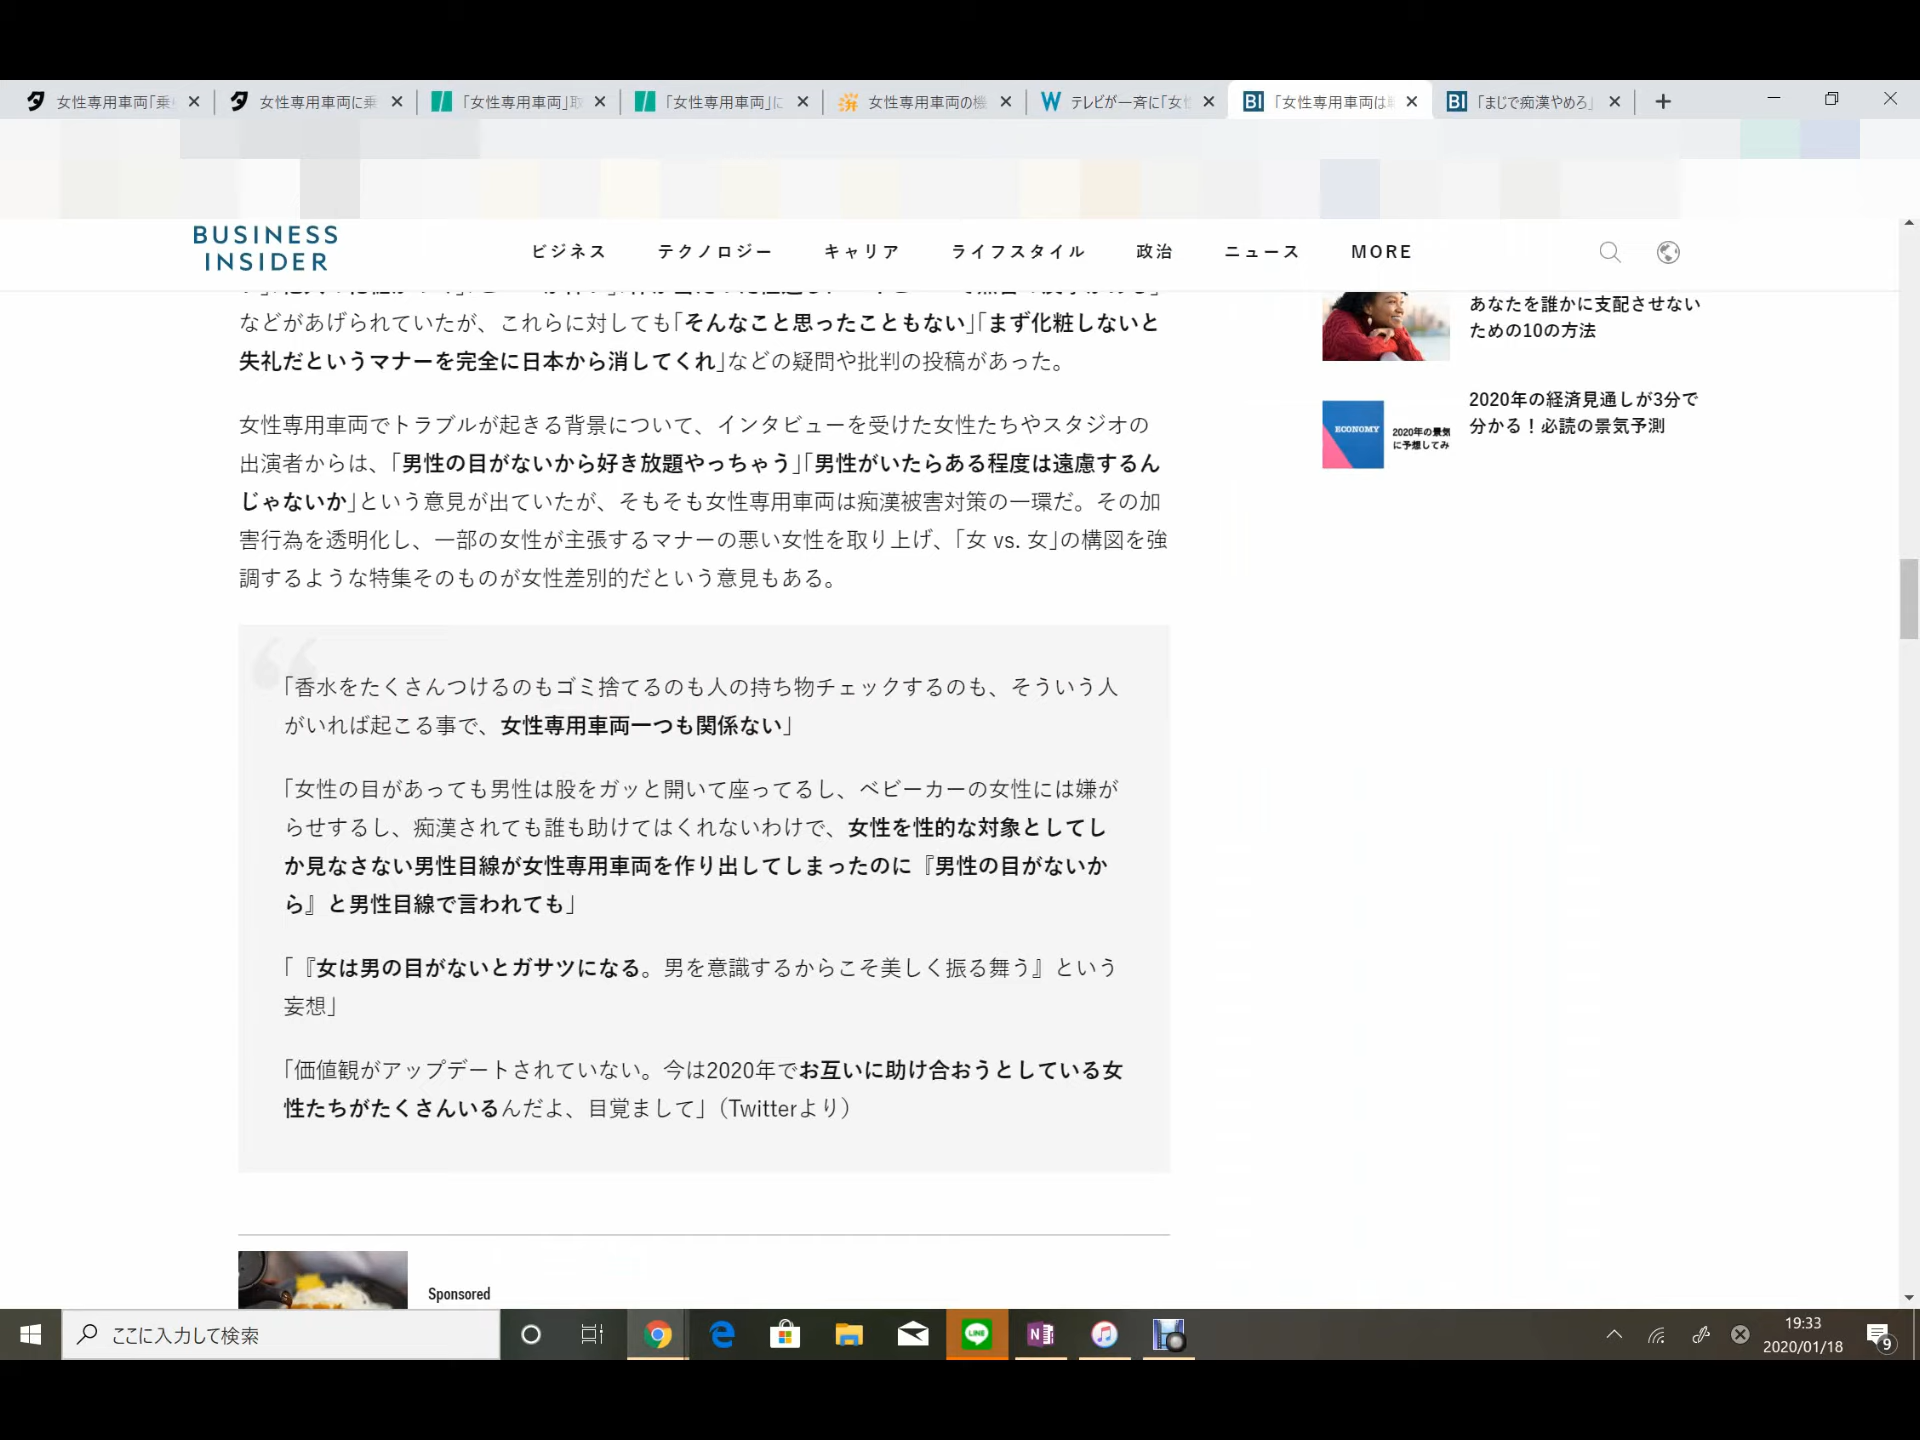 女性専用車両「乗
女性専用車両に乗
「女性専用車両」取
「女性専用車両」に
女性専用車両の機
テレビが一斉に「女性
「女性専用車両は
「まじで痴漢やめろ」
BUSINESS
INSIDER
ビジネス
テクノロジー
キャリア
ライフスタイル
政治
ニュース
MORE
などがあげられていたが、これらに対しても「そんなこと思ったこともない」「まず化粧しないと
失礼だというマナーを完全に日本から消してくれ」などの疑問や批判の投稿があった。
女性専用車両でトラブルが起きる背景について、インタビューを受けた女性たちやスタジオの
出演者からは、「男性の目がないから好き放題やっちゃう」「男性がいたらある程度は遠慮するん
じゃないか」という意見が出ていたが、そもそも女性専用車両は痴漢被害対策の一環だ。その加
害行為を透明化し、一部の女性が主張するマナーの悪い女性を取り上げ、「女 vs. 女」の構図を強
調するような特集そのものが女性差別的だという意見もある。
「香水をたくさんつけるのもゴミ捨てるのも人の持ち物チェックするのも、そういう人
がいれば起こる事で、女性専用車両一つも関係ない」
「女性の目があっても男性は股をガッと開いて座ってるし、ベビーカーの女性には嫌が
らせするし、痴漢されても誰も助けてはくれないわけで、女性を性的な対象としてし
か見なさない男性目線が女性専用車両を作り出してしまったのに『男性の目がないか
ら』と男性目線で言われても」
「『女は男の目がないとガサツになる。男を意識するからこそ美しく振る舞う』という
妄想」
「価値観がアップデートされていない。今は2020年でお互いに助け合おうとしている女
性たちがたくさんいるんだよ、目覚まして」（Twitterより）
Sponsored
あなたを誰かに支配させない
ための10の方法
ECONOMY
2020年の景気
に予想してみ
2020年の経済見通しが3分で
分かる！必読の景気予測
ここに入力して検索
LINE
19:33
2020/01/18
9